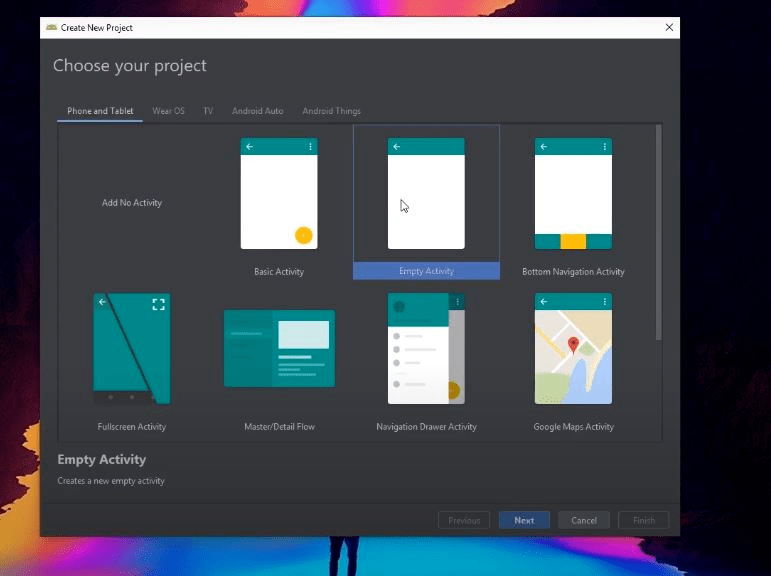 Create New Project
Choose your project
Phone and Tablet
Wear OS
TV
Android Auto
Android Things
Add No Activity
Basic Activity
Empty Activity
Bottom Navigation Activity
Fullscreen Activity
Master/Detail Flow
Navigation Drawer Activity
Google Maps Activity
Empty Activity
Creates a new empty activity
Previous
Next
Cancel
Finish